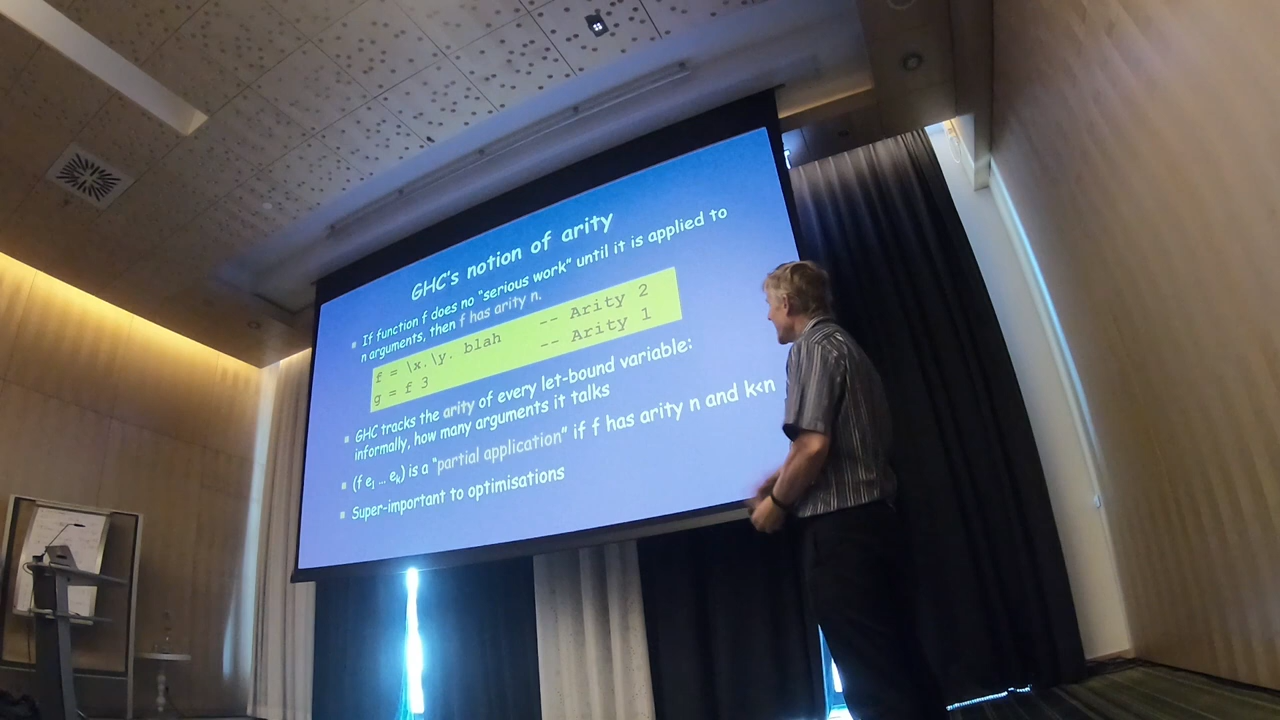 GHC's notion of arity
▪ If function f does no "serious work" until it is applied to
n arguments, then f has arity n.
f = \x.\y. blah -- Arity 2
g = f 3 -- Arity 1
▪ GHC tracks the arity of every let-bound variable:
informally, how many arguments it talks
▪ (f e1 … ek) is a "partial application" if f has arity n and k<n
▪ Super-important to optimisations